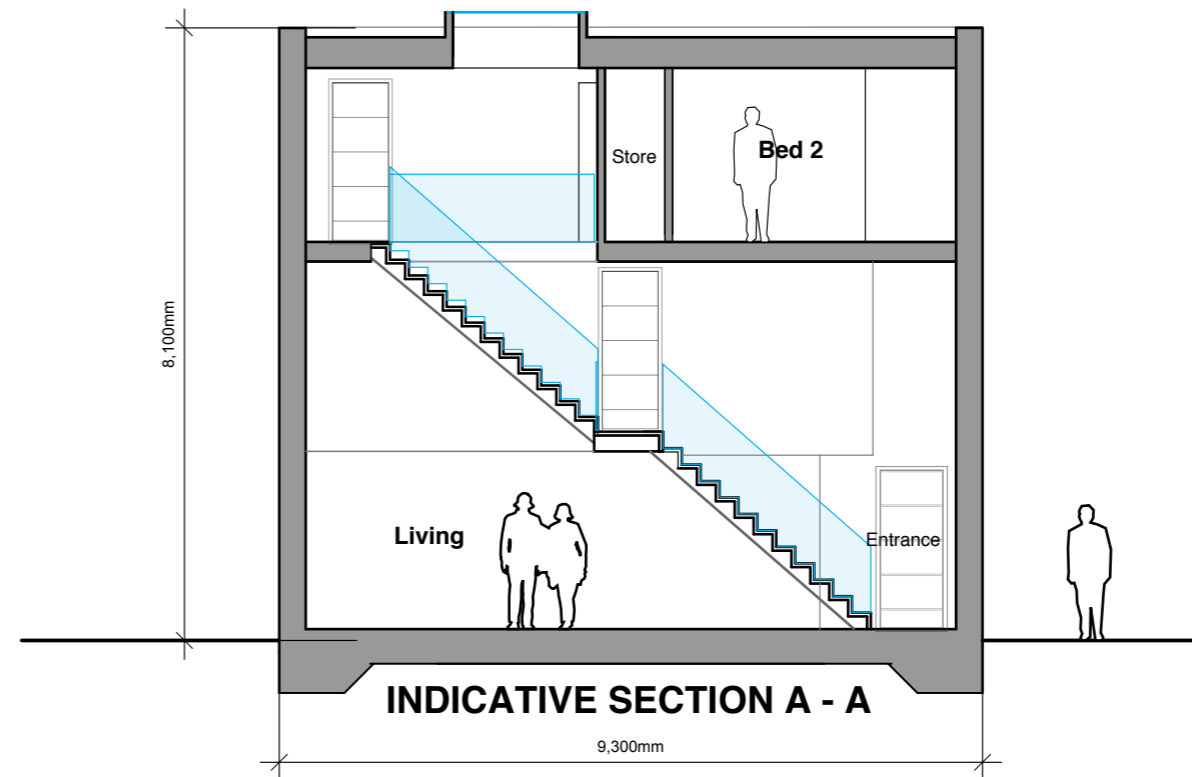 Store
Bed 2
8,100mm
Living
Entrance
INDICATIVE SECTION A - A
9,300mm